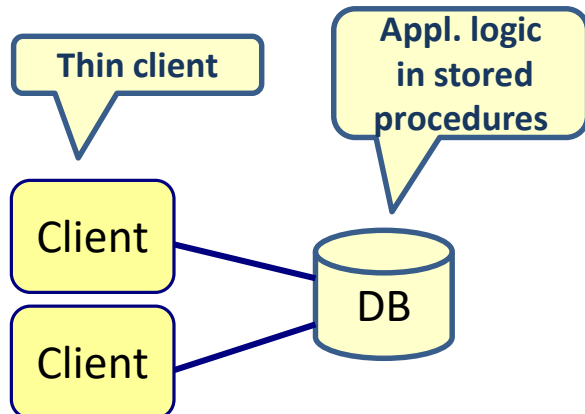 Thin client
Appl. logic
in stored
procedures
Client
DB
Client